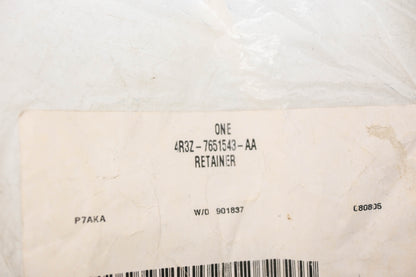 ONE
4R3Z-7651543-AA
RETAINER
P7AKA W/O 901837 080805